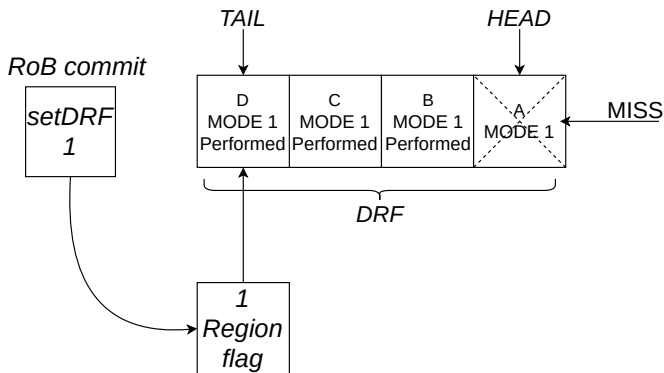 TAIL
HEAD
RoB commit
setDRF
1
D
MODE 1
Performed
C
MODE 1
Performed
B
MODE 1
Performed
A
MODE 1
MISS
DRF
1
Region
flag